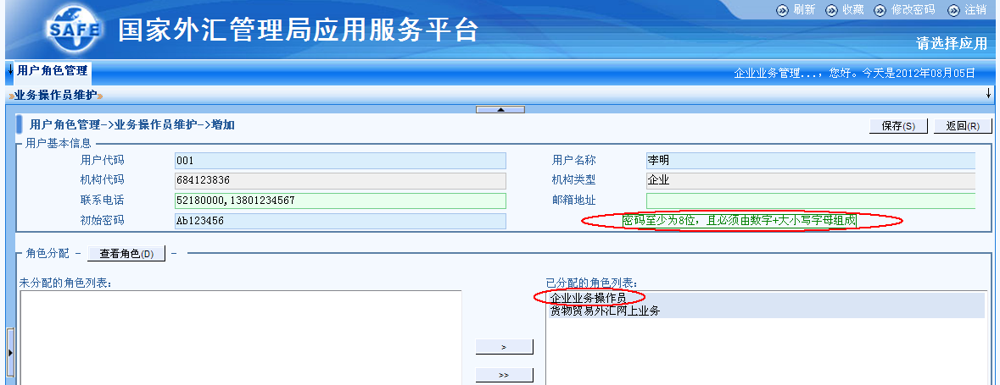 刷新 收藏 修改密码 注销
SAFE 国家外汇管理局应用服务平台
请选择应用
用户角色管理 企业业务管理...，您好。今天是2012年08月05日
业务操作员维护
用户角色管理->业务操作员维护->增加 保存(S) 返回(R)
用户基本信息
用户代码 001 用户名称 李明
机构代码 684123836 机构类型 企业
联系电话 52180000,13801234567 邮箱地址
初始密码 Ab123456 密码至少为8位，且必须由数字+大小写字母组成
角色分配 - 查看角色(D) -
未分配的角色列表: 已分配的角色列表:
企业业务操作员
货物贸易外汇网上业务
>
>>